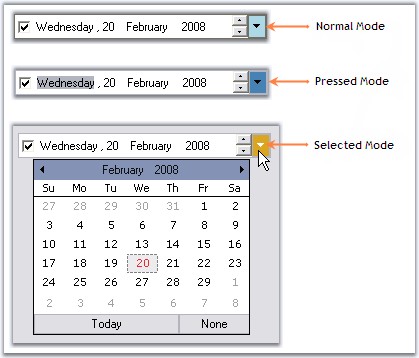 Wednesday , 20 February 2008 Normal Mode
Wednesday , 20 February 2008 Pressed Mode
Wednesday , 20 February 2008 Selected Mode
February 2008
Su Mo Tu We Th Fr Sa
27 28 29 30 31 1 2
3 4 5 6 7 8 9
10 11 12 13 14 15 16
17 18 19 20 21 22 23
24 25 26 27 28 29 1
2 3 4 5 6 7 8
Today None